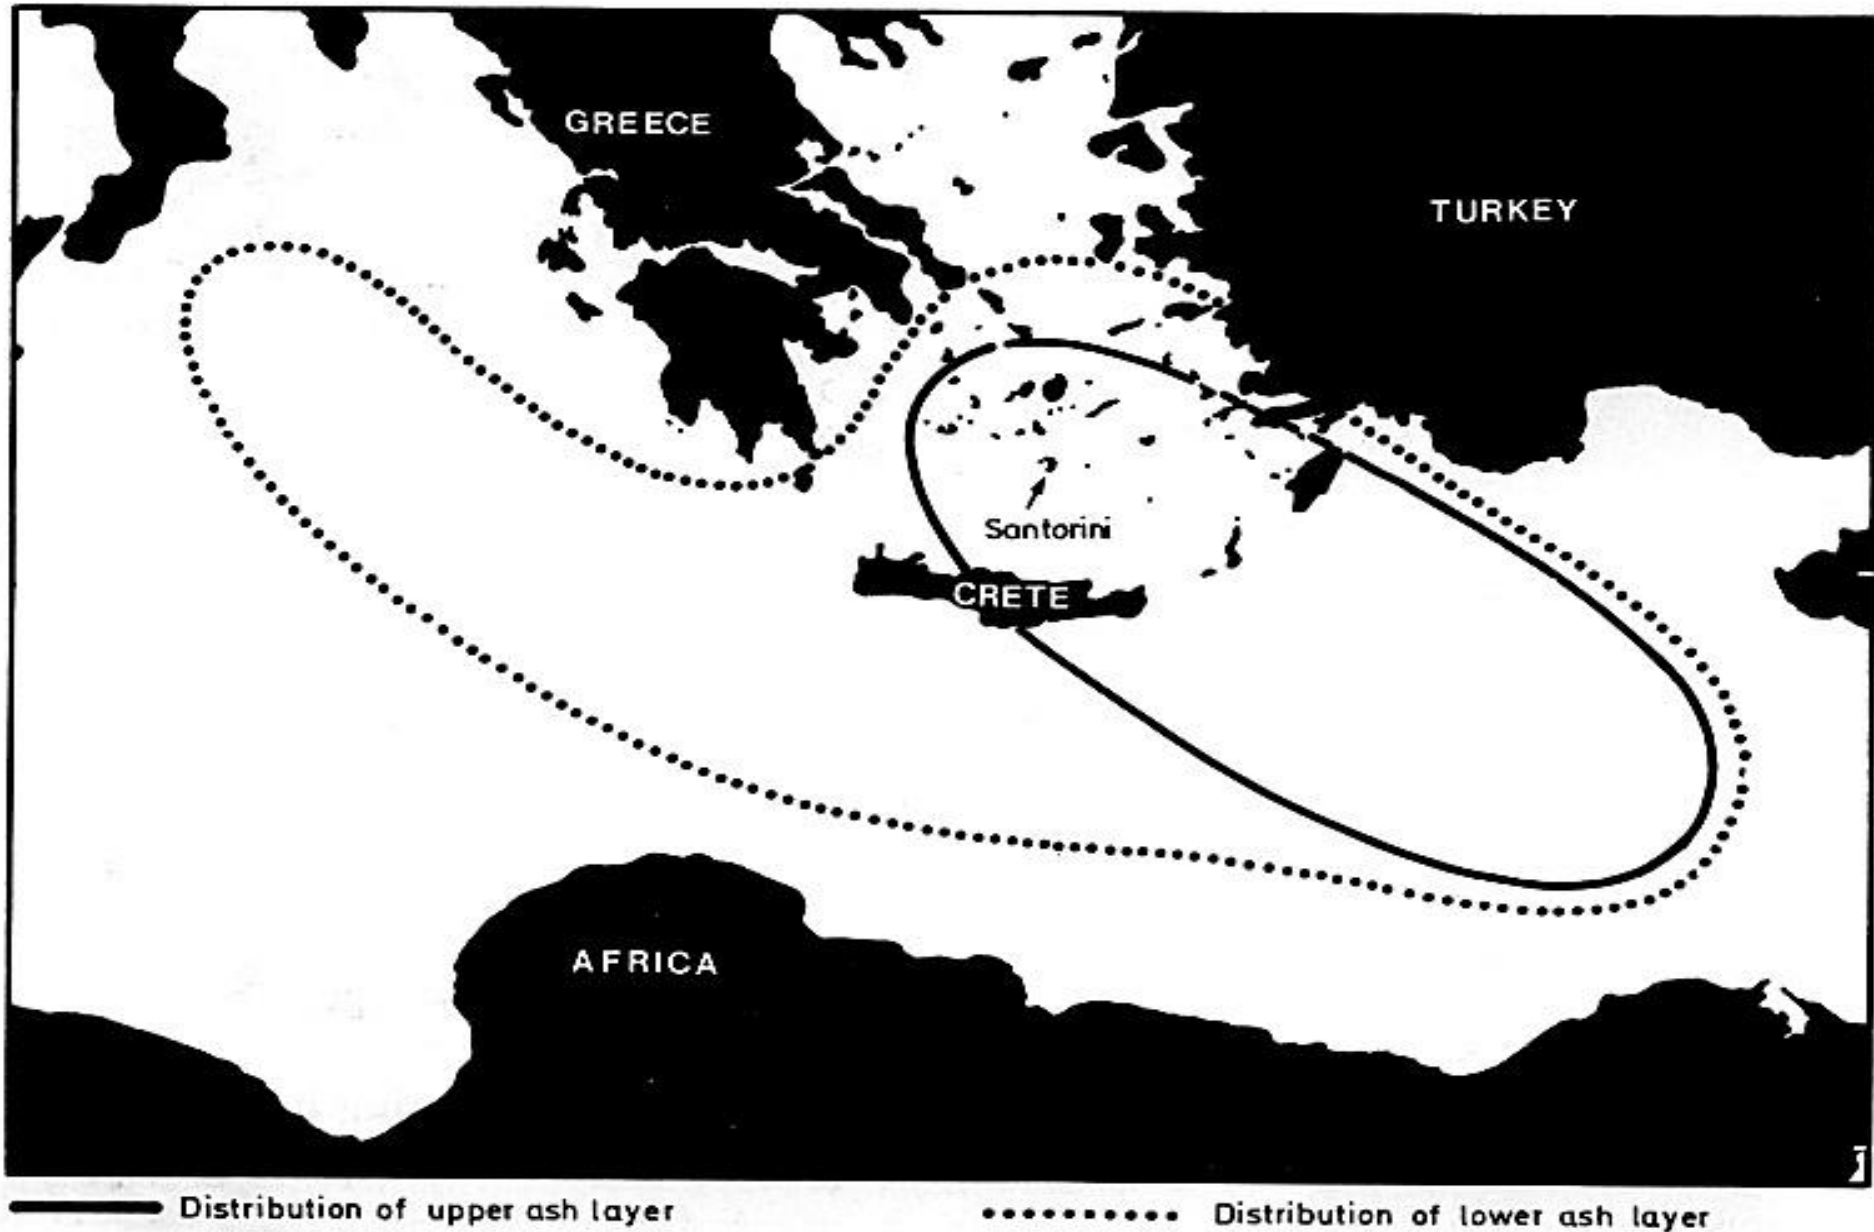 GREECE
TURKEY
Santorini
CRETE
AFRICA
Distribution of upper ash layer
Distribution of lower ash layer